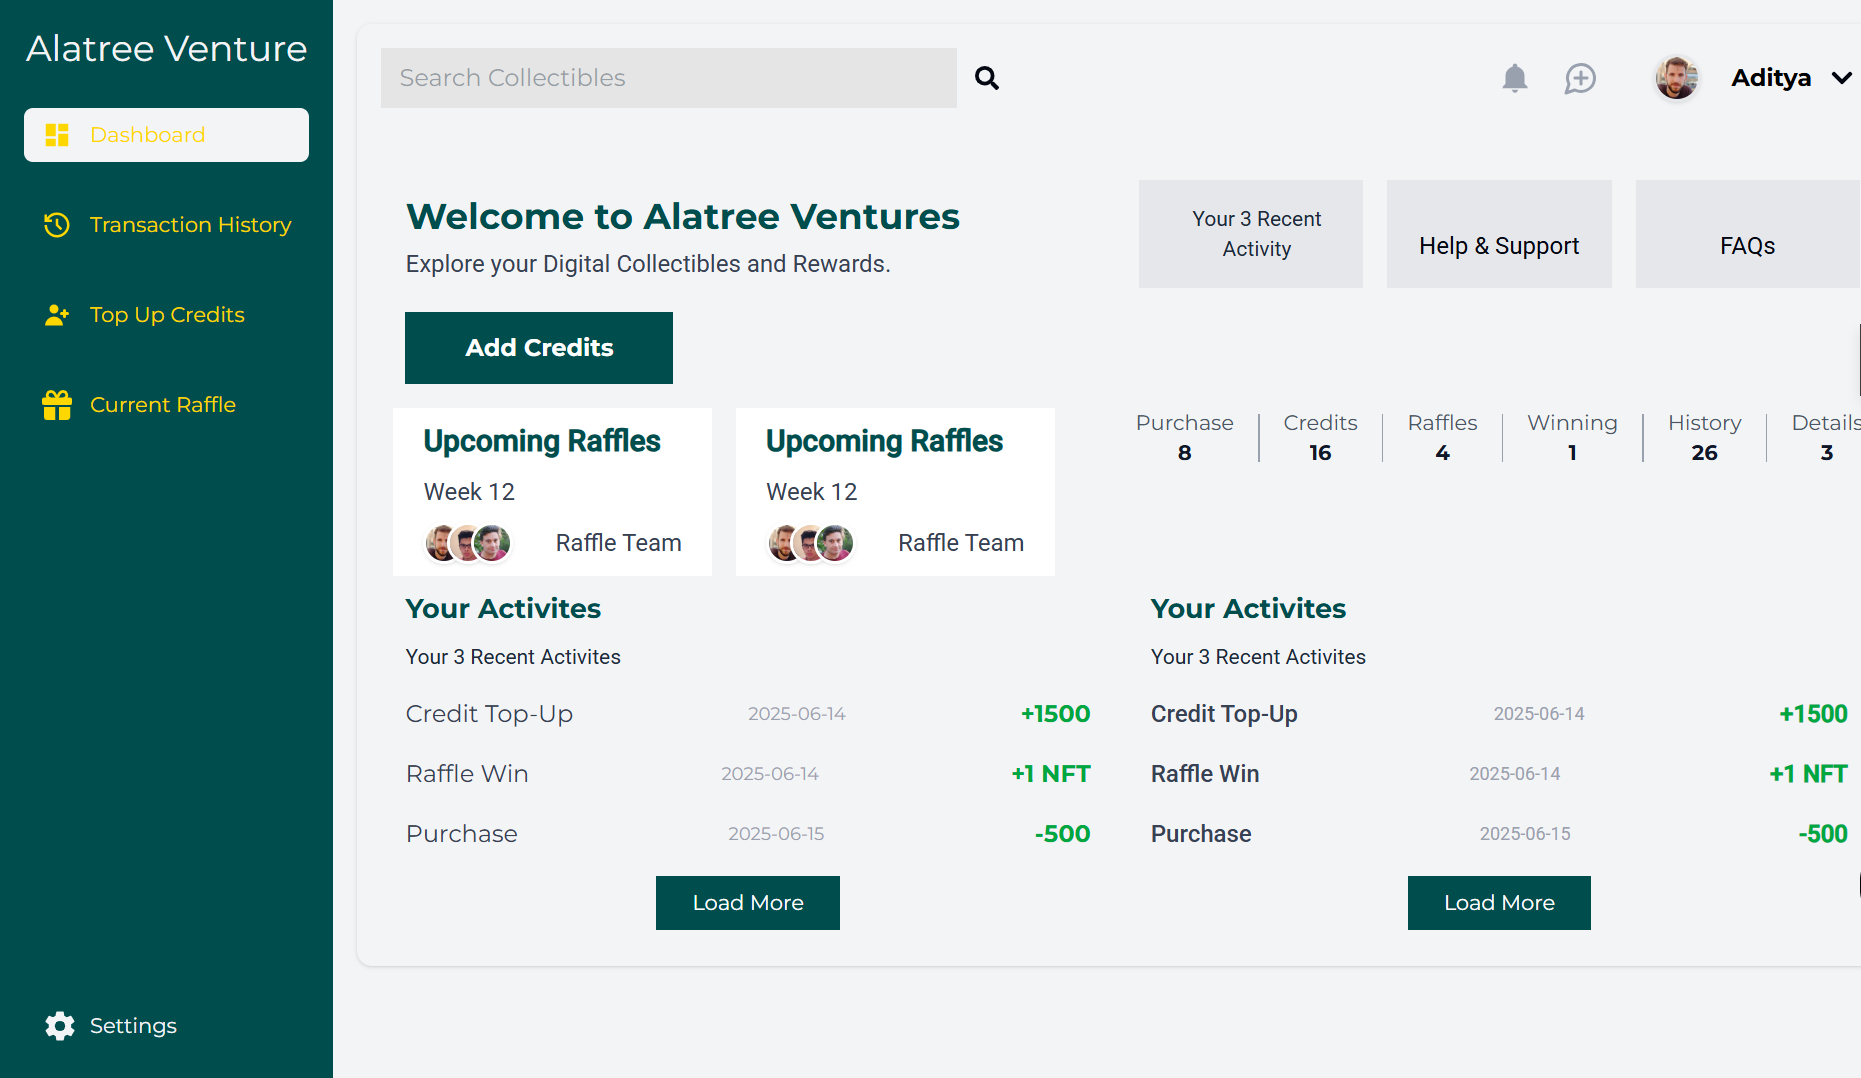 Alatree Venture
Dashboard
Transaction History
Top Up Credits
Current Raffle
Settings
Search Collectibles
Aditya
Welcome to Alatree Ventures
Explore your Digital Collectibles and Rewards.
Add Credits
Your 3 Recent
Activity
Help & Support
FAQs
Upcoming Raffles
Week 12
Raffle Team
Upcoming Raffles
Week 12
Raffle Team
Purchase
8
Credits
16
Raffles
4
Winning
1
History
26
Details
3
Your Activites
Your 3 Recent Activites
Credit Top-Up 2025-06-14 +1500
Raffle Win 2025-06-14 +1 NFT
Purchase 2025-06-15 -500
Load More
Your Activites
Your 3 Recent Activites
Credit Top-Up 2025-06-14 +1500
Raffle Win 2025-06-14 +1 NFT
Purchase 2025-06-15 -500
Load More